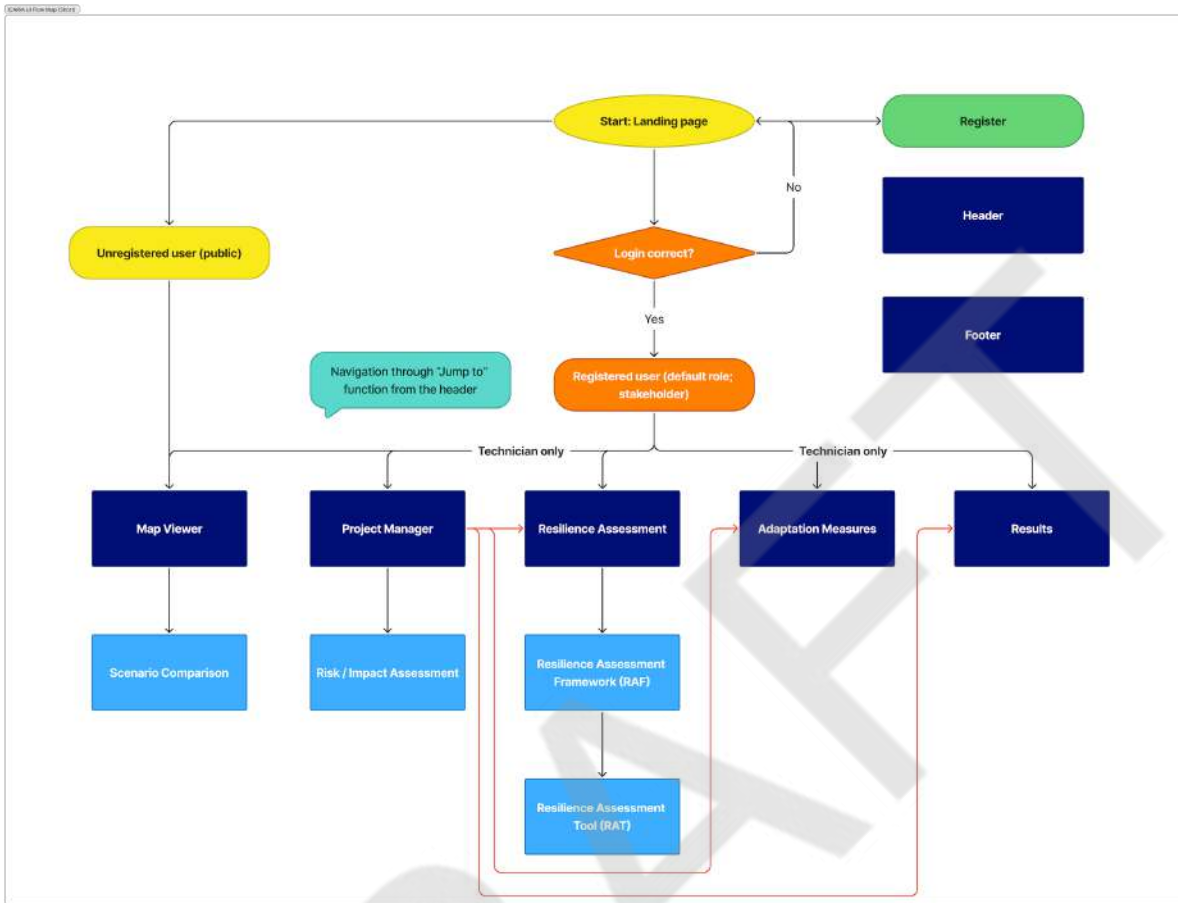 Start: Landing page
Register
No
Header
Unregistered user (public)
Login correct?
Footer
Yes
Navigation through "Jump to"
function from the header
Registered user (default role;
stakeholder)
Technician only
Technician only
Map Viewer
Project Manager
Resilience Assessment
Adaptation Measures
Results
Scenario Comparison
Risk / Impact Assessment
Resilience Assessment
Framework (RAF)
Resilience Assessment
Tool (RAT)
DRAFT